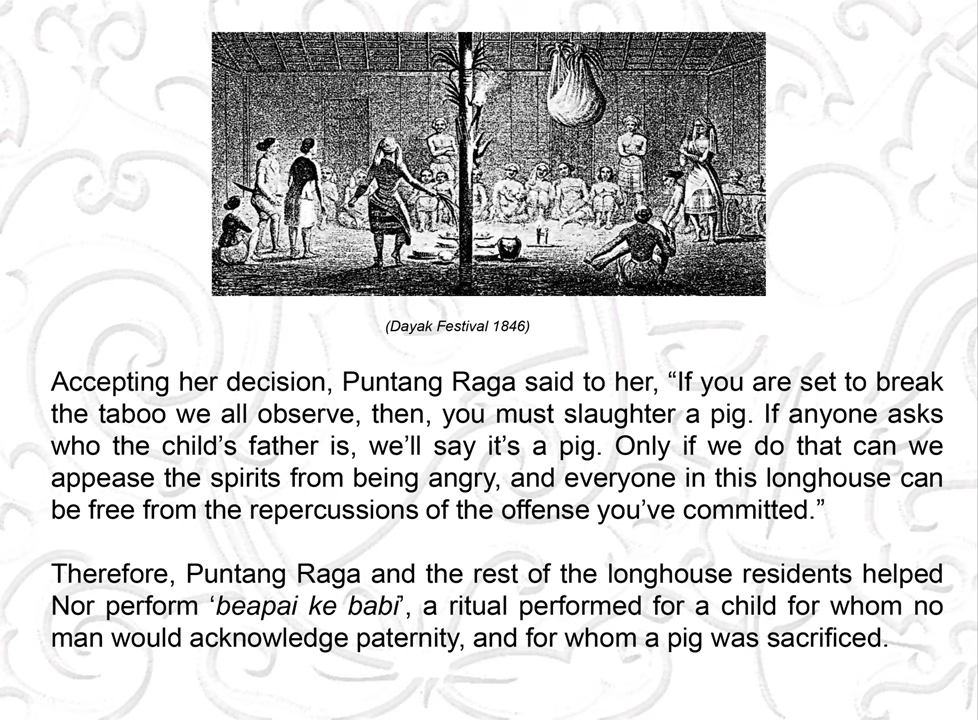 (Dayak Festival 1846)
Accepting her decision, Puntang Raga said to her, “If you are set to break
the taboo we all observe, then, you must slaughter a pig. If anyone asks
who the child’s father is, we’ll say it’s a pig. Only if we do that can we
appease the spirits from being angry, and everyone in this longhouse can
be free from the repercussions of the offense you’ve committed.”
Therefore, Puntang Raga and the rest of the longhouse residents helped
Nor perform ‘beapai ke babi’, a ritual performed for a child for whom no
man would acknowledge paternity, and for whom a pig was sacrificed.